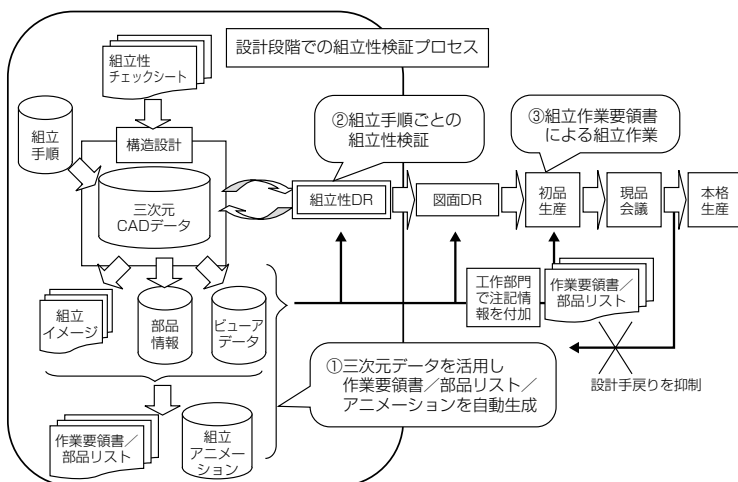 設計段階での組立性検証プロセス
組立性
チェックシート
組立
手順
構造設計
三次元
CADデータ
②組立手順ごとの
組立性検証
③組立作業要領書
による組立作業
組立性DR
図面DR
初品
生産
現品
会議
本格
生産
組立
イメージ
部品
情報
ビューア
データ
工作部門
で注記情
報を付加
作業要領書／
部品リスト
①三次元データを活用し
作業要領書／部品リスト／
アニメーションを自動生成
設計手戻りを抑制
作業要領書／
部品リスト
組立
アニメ
ーション